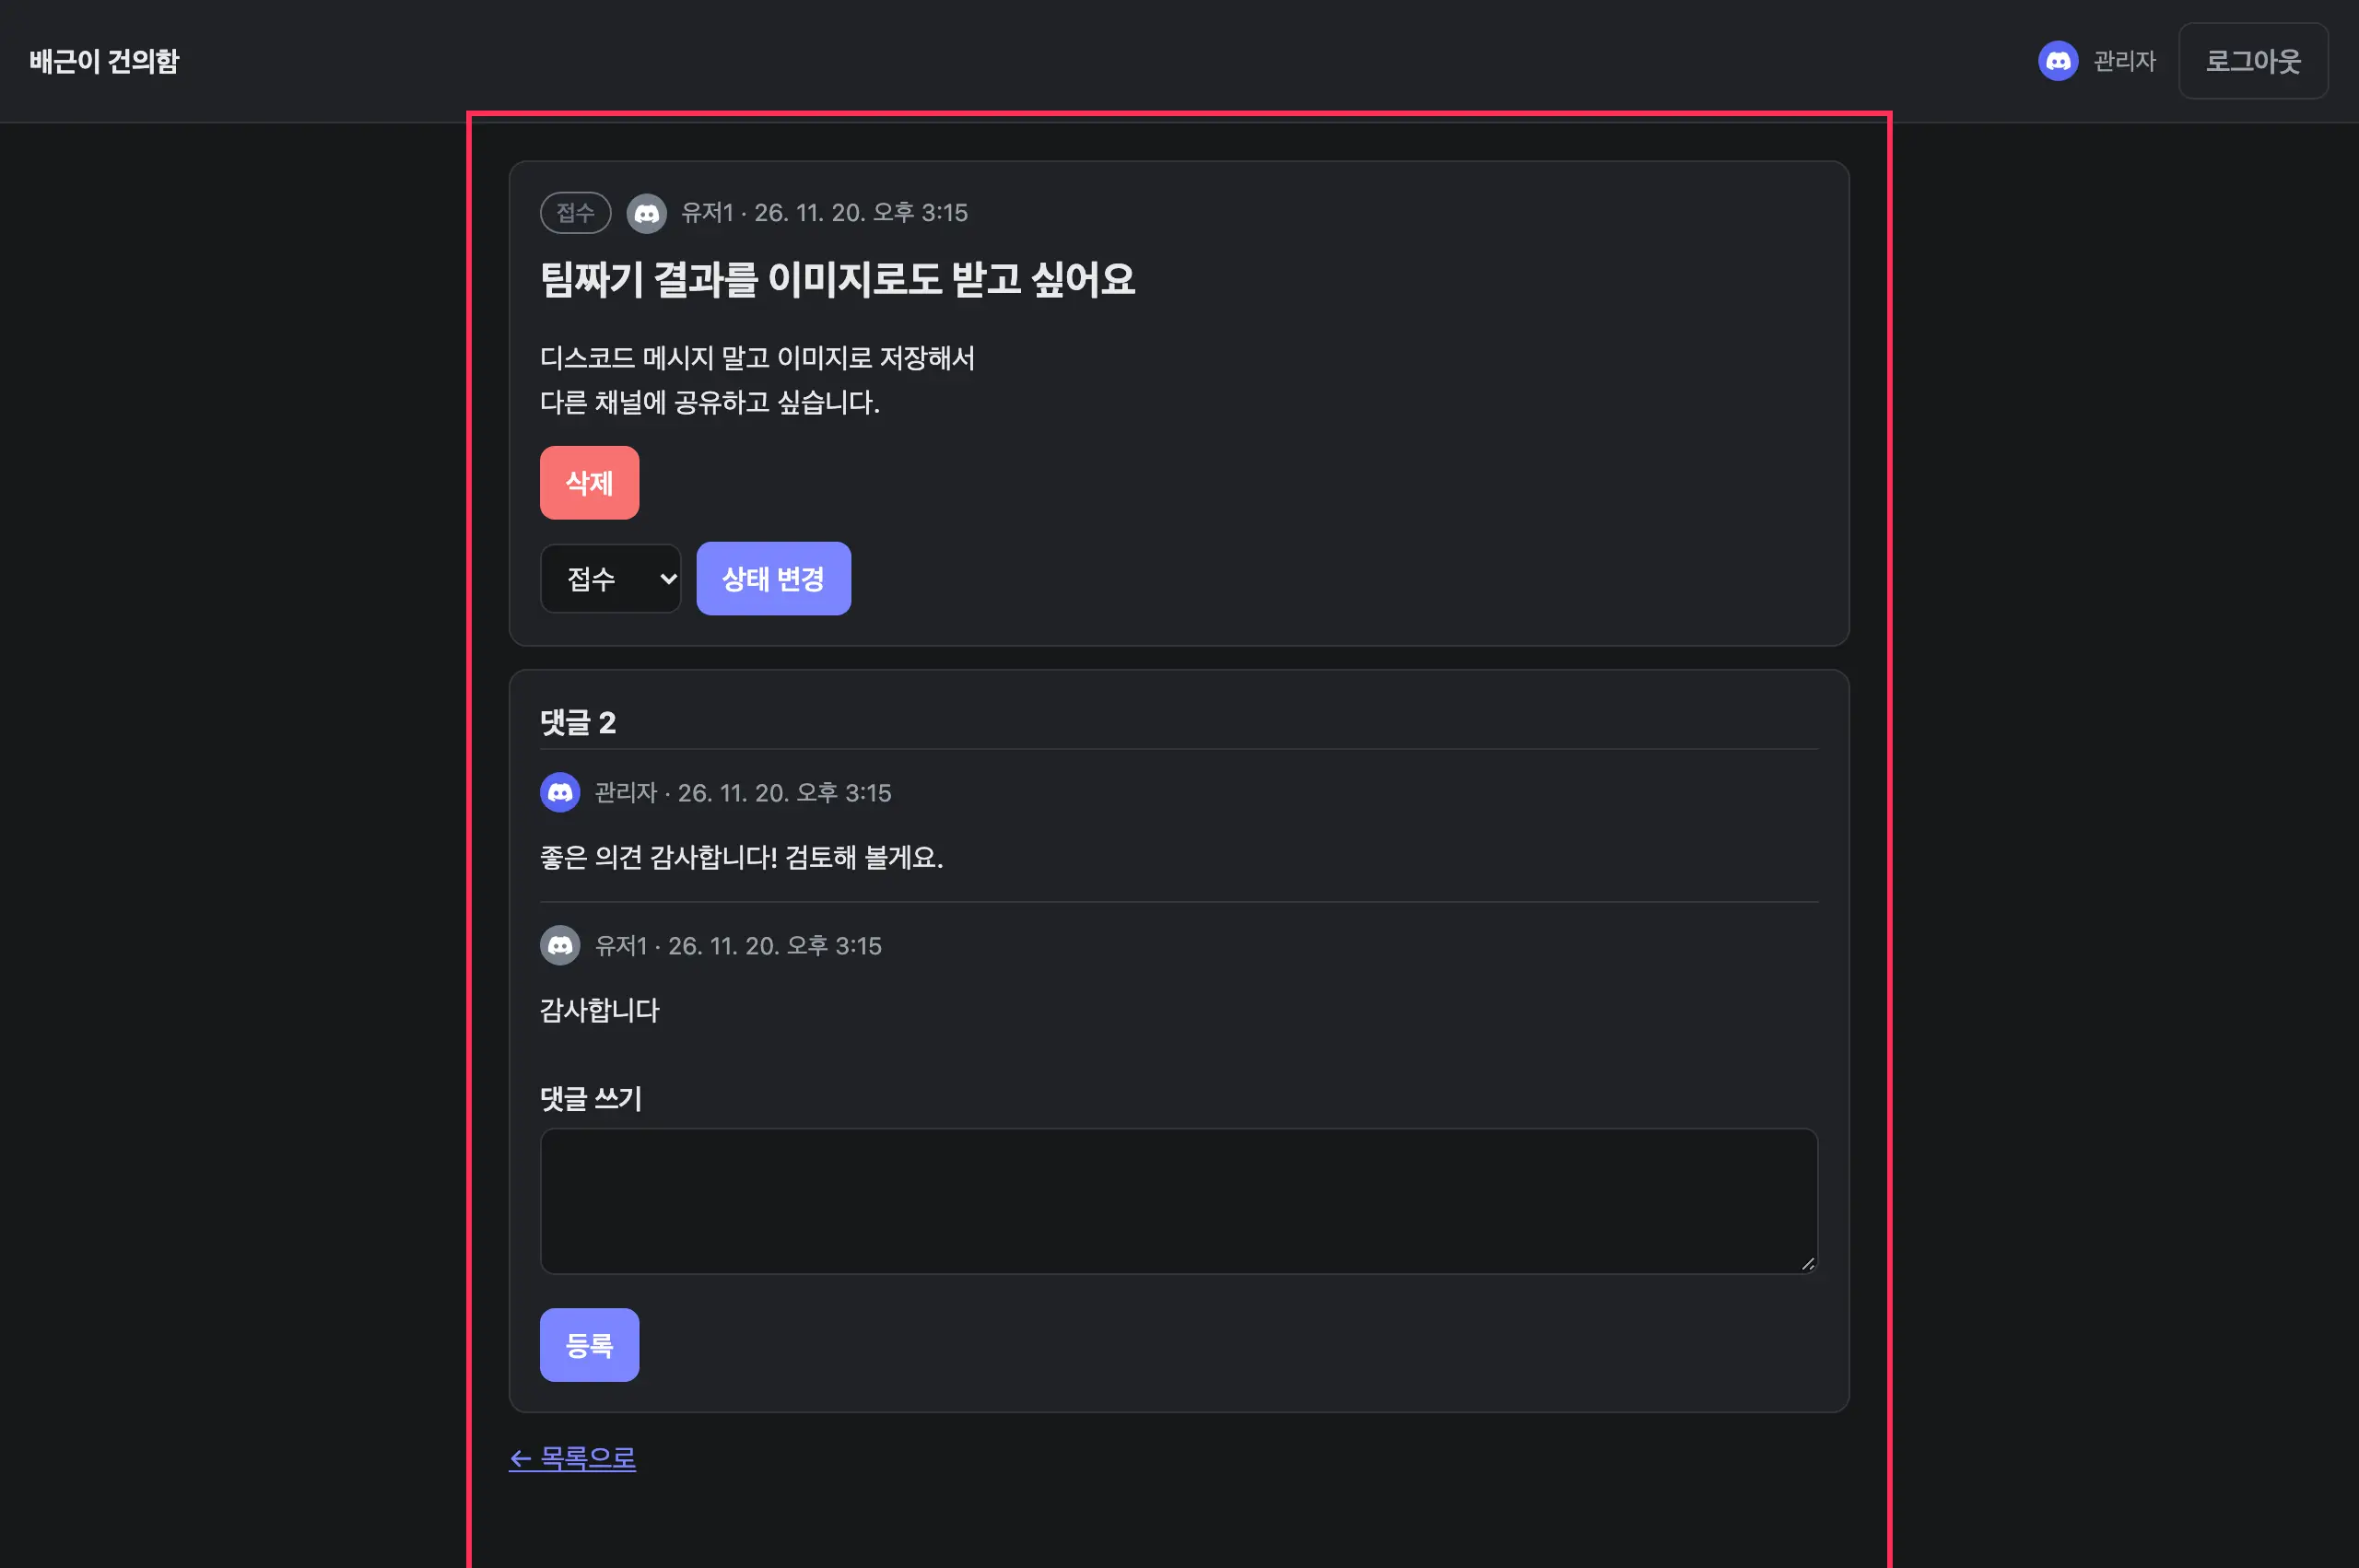 배근이 건의함
관리자
로그아웃
접수
유저1 · 26. 11. 20. 오후 3:15
팀짜기 결과를 이미지로도 받고 싶어요
디스코드 메시지 말고 이미지로 저장해서
다른 채널에 공유하고 싶습니다.
삭제
접수
상태 변경
댓글 2
관리자 · 26. 11. 20. 오후 3:15
좋은 의견 감사합니다! 검토해 볼게요.
유저1 · 26. 11. 20. 오후 3:15
감사합니다
댓글 쓰기
등록
← 목록으로